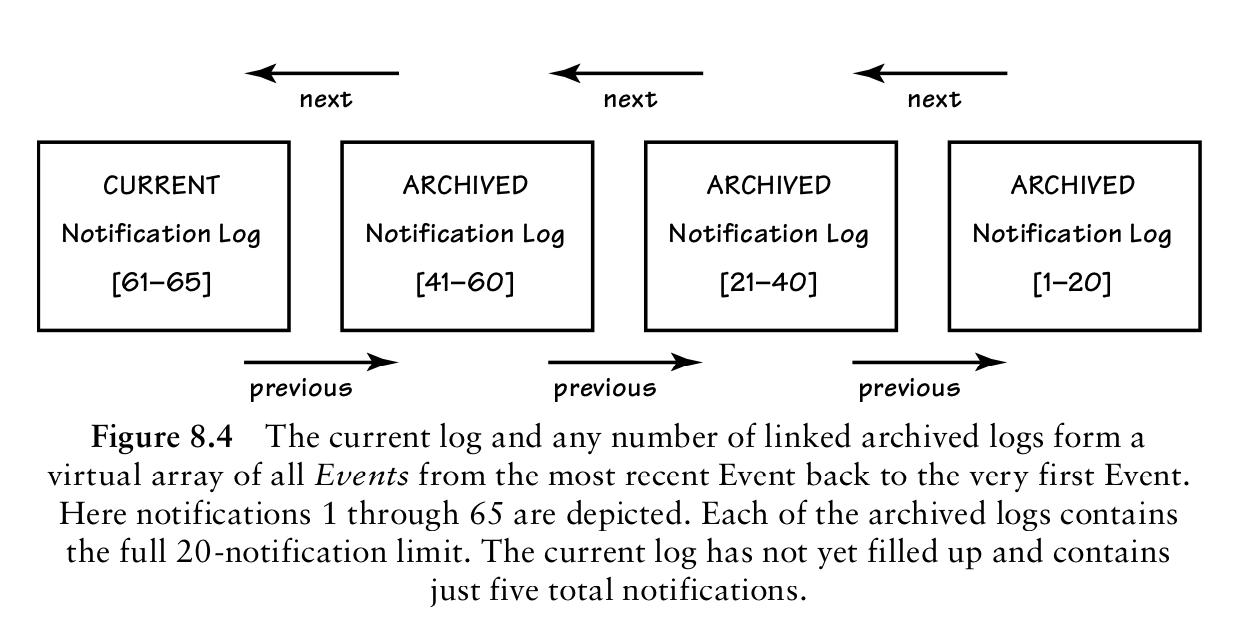 next next next
CURRENT ARCHIVED ARCHIVED ARCHIVED
Notification Log Notification Log Notification Log Notification Log
[61–65] [41–60] [21–40] [1–20]
previous previous previous
Figure 8.4 The current log and any number of linked archived logs form a
virtual array of all Events from the most recent Event back to the very first Event.
Here notifications 1 through 65 are depicted. Each of the archived logs contains
the full 20-notification limit. The current log has not yet filled up and contains
just five total notifications.